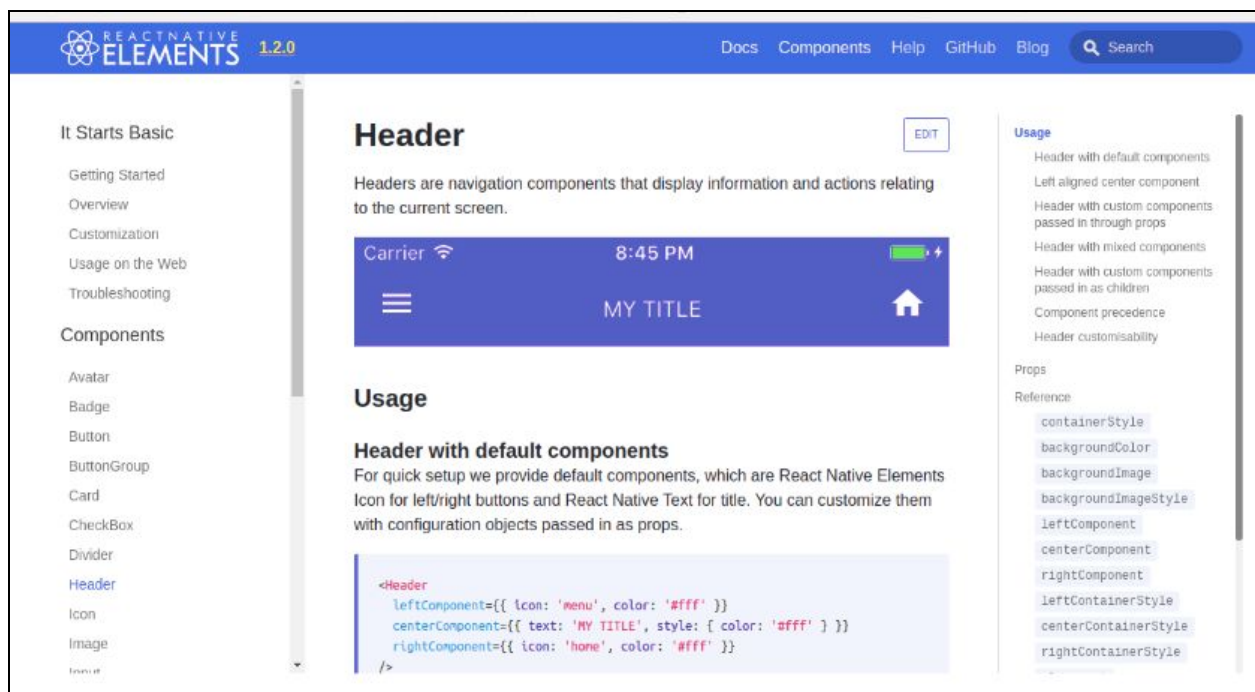 REACT NATIVE
ELEMENTS
1.2.0
Docs
Components
Help
GitHub
Blog
Search
It Starts Basic
Getting Started
Overview
Customization
Usage on the Web
Troubleshooting
Components
Avatar
Badge
Button
ButtonGroup
Card
CheckBox
Divider
Header
Icon
Image
Input
Header
EDIT
Headers are navigation components that display information and actions relating
to the current screen.
Carrier
8:45 PM
MY TITLE
Usage
Header with default components
For quick setup we provide default components, which are React Native Elements
Icon for left/right buttons and React Native Text for title. You can customize them
with configuration objects passed in as props.
<Header
leftComponent={{ icon: 'menu', color: '#fff' }}
centerComponent={{ text: 'MY TITLE', style: { color: '#fff' } }}
rightComponent={{ icon: 'home', color: '#fff' }}
/>
Usage
Header with default components
Left aligned center component
Header with custom components
passed in through props
Header with mixed components
Header with custom components
passed in as children
Component precedence
Header customisability
Props
Reference
containerStyle
backgroundColor
backgroundImage
backgroundImageStyle
leftComponent
centerComponent
rightComponent
leftContainerStyle
centerContainerStyle
rightContainerStyle